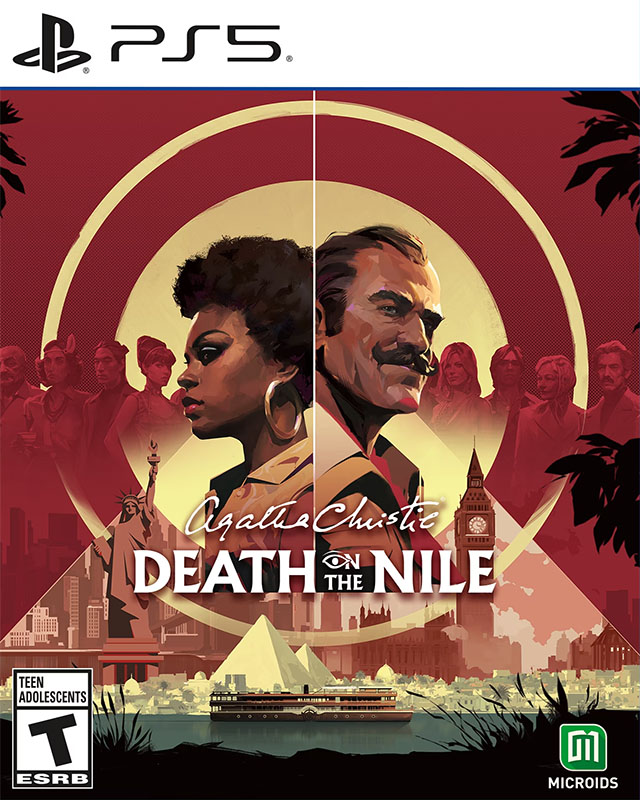 PS5
Agatha Christie
DEATH ON THE NILE
TEEN
ADOLESCENTS
T
ESRB
MICROIDS